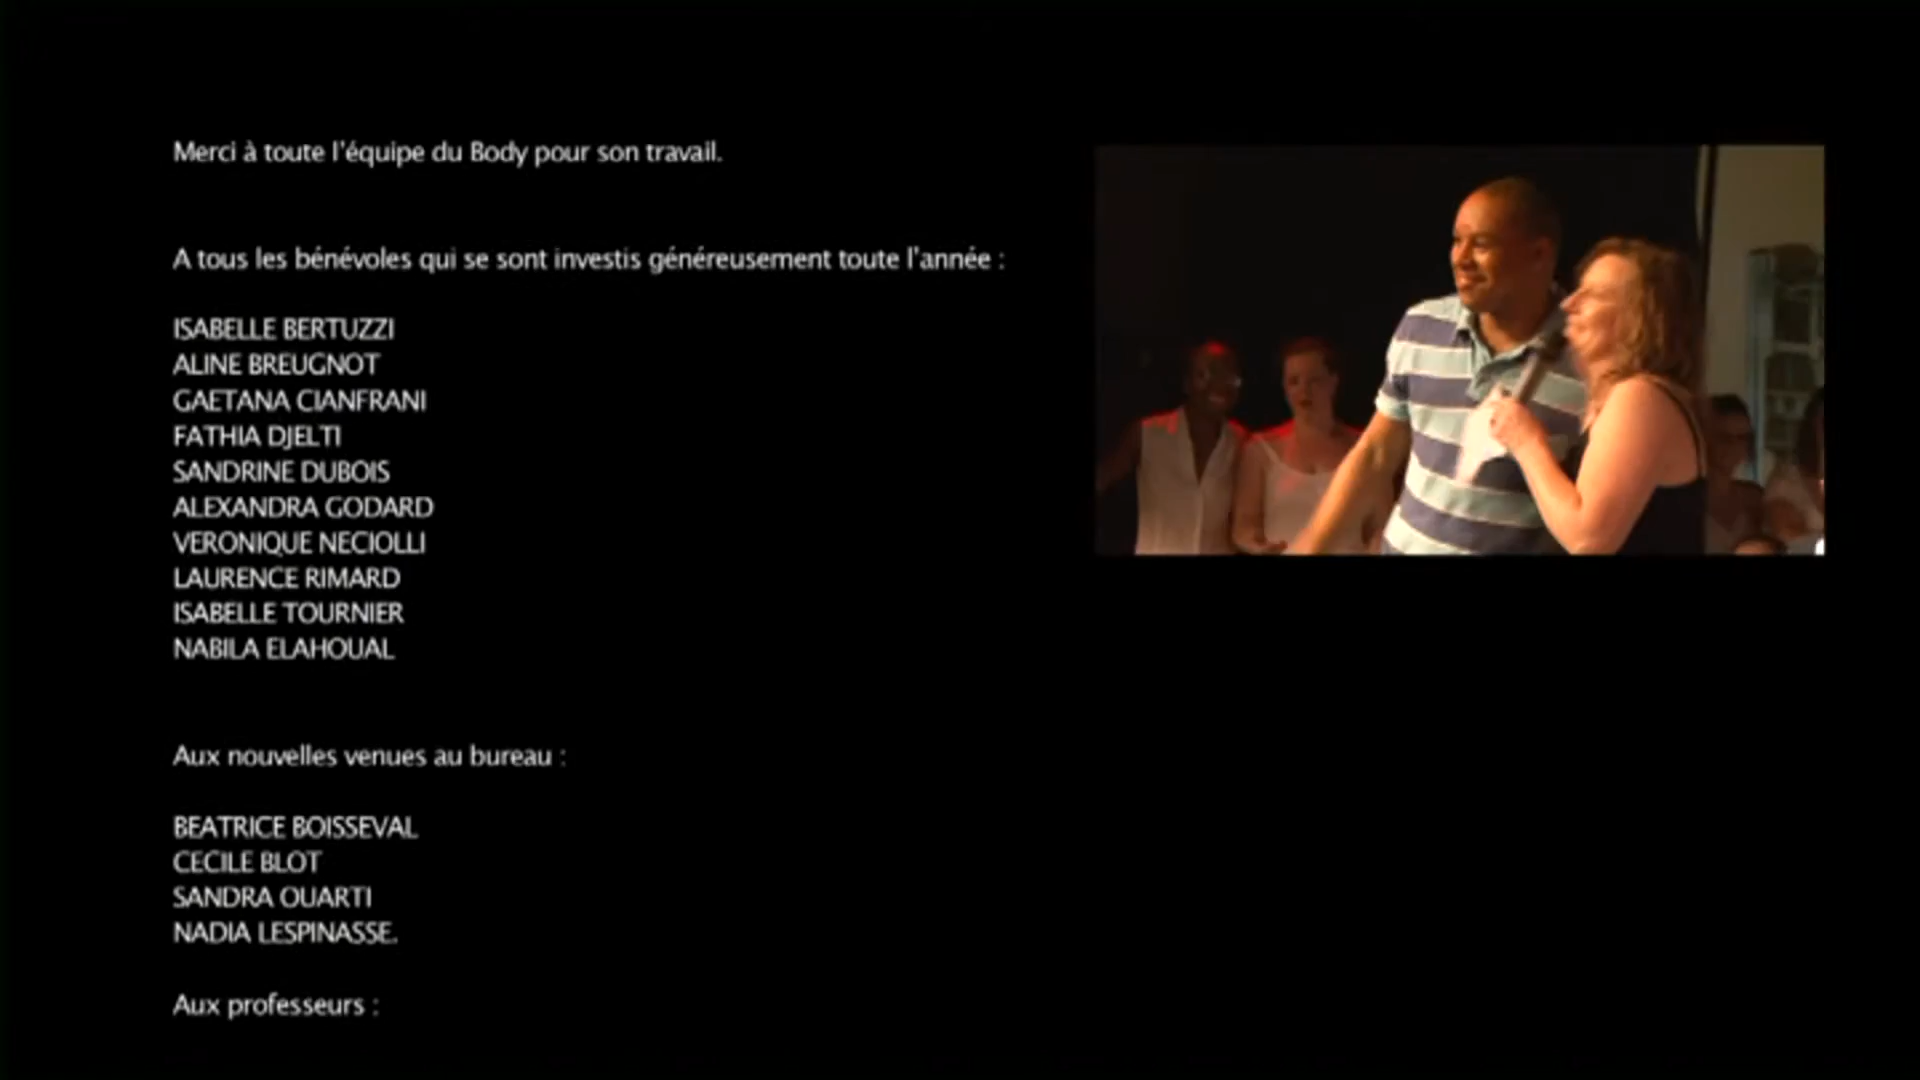 Merci à toute l'équipe du Body pour son travail.
A tous les bénévoles qui se sont investis généreusement toute l'année :
ISABELLE BERTUZZI
ALINE BREUGNOT
GAETANA CIANFRANI
FATHIA DJELTI
SANDRINE DUBOIS
ALEXANDRA GODARD
VERONIQUE NECIOLLI
LAURENCE RIMARD
ISABELLE TOURNIER
NABILA ELAHOUAL
Aux nouvelles venues au bureau :
BEATRICE BOISSEVAL
CECILE BLOT
SANDRA OUARTI
NADIA LESPINASSE.
Aux professeurs :